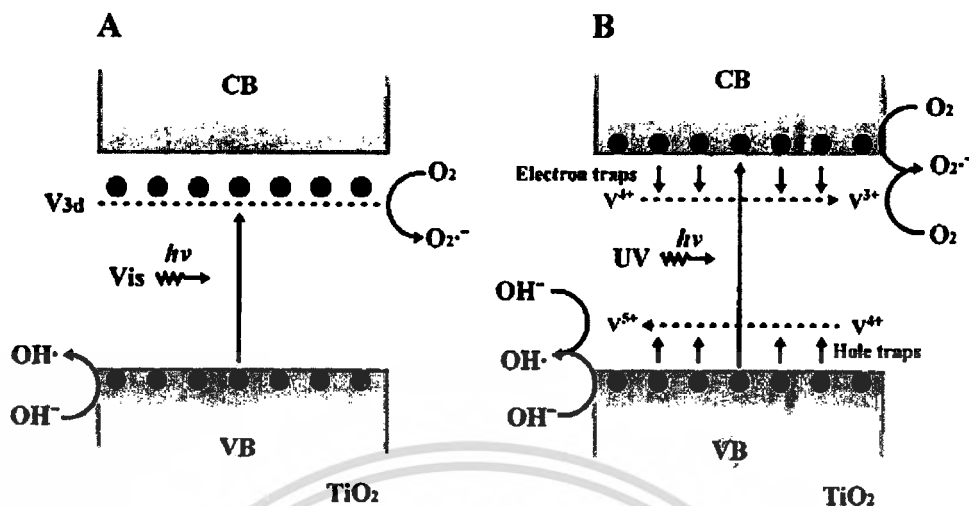 A
CB
V3d
O2
O2·−
Vis hν
OH·
OH−
VB
TiO2
B
CB
O2
Electron traps
O2·−
V4+ V3+
UV hν
O2
OH−
V5+ V4+
OH·
Hole traps
OH−
VB
TiO2